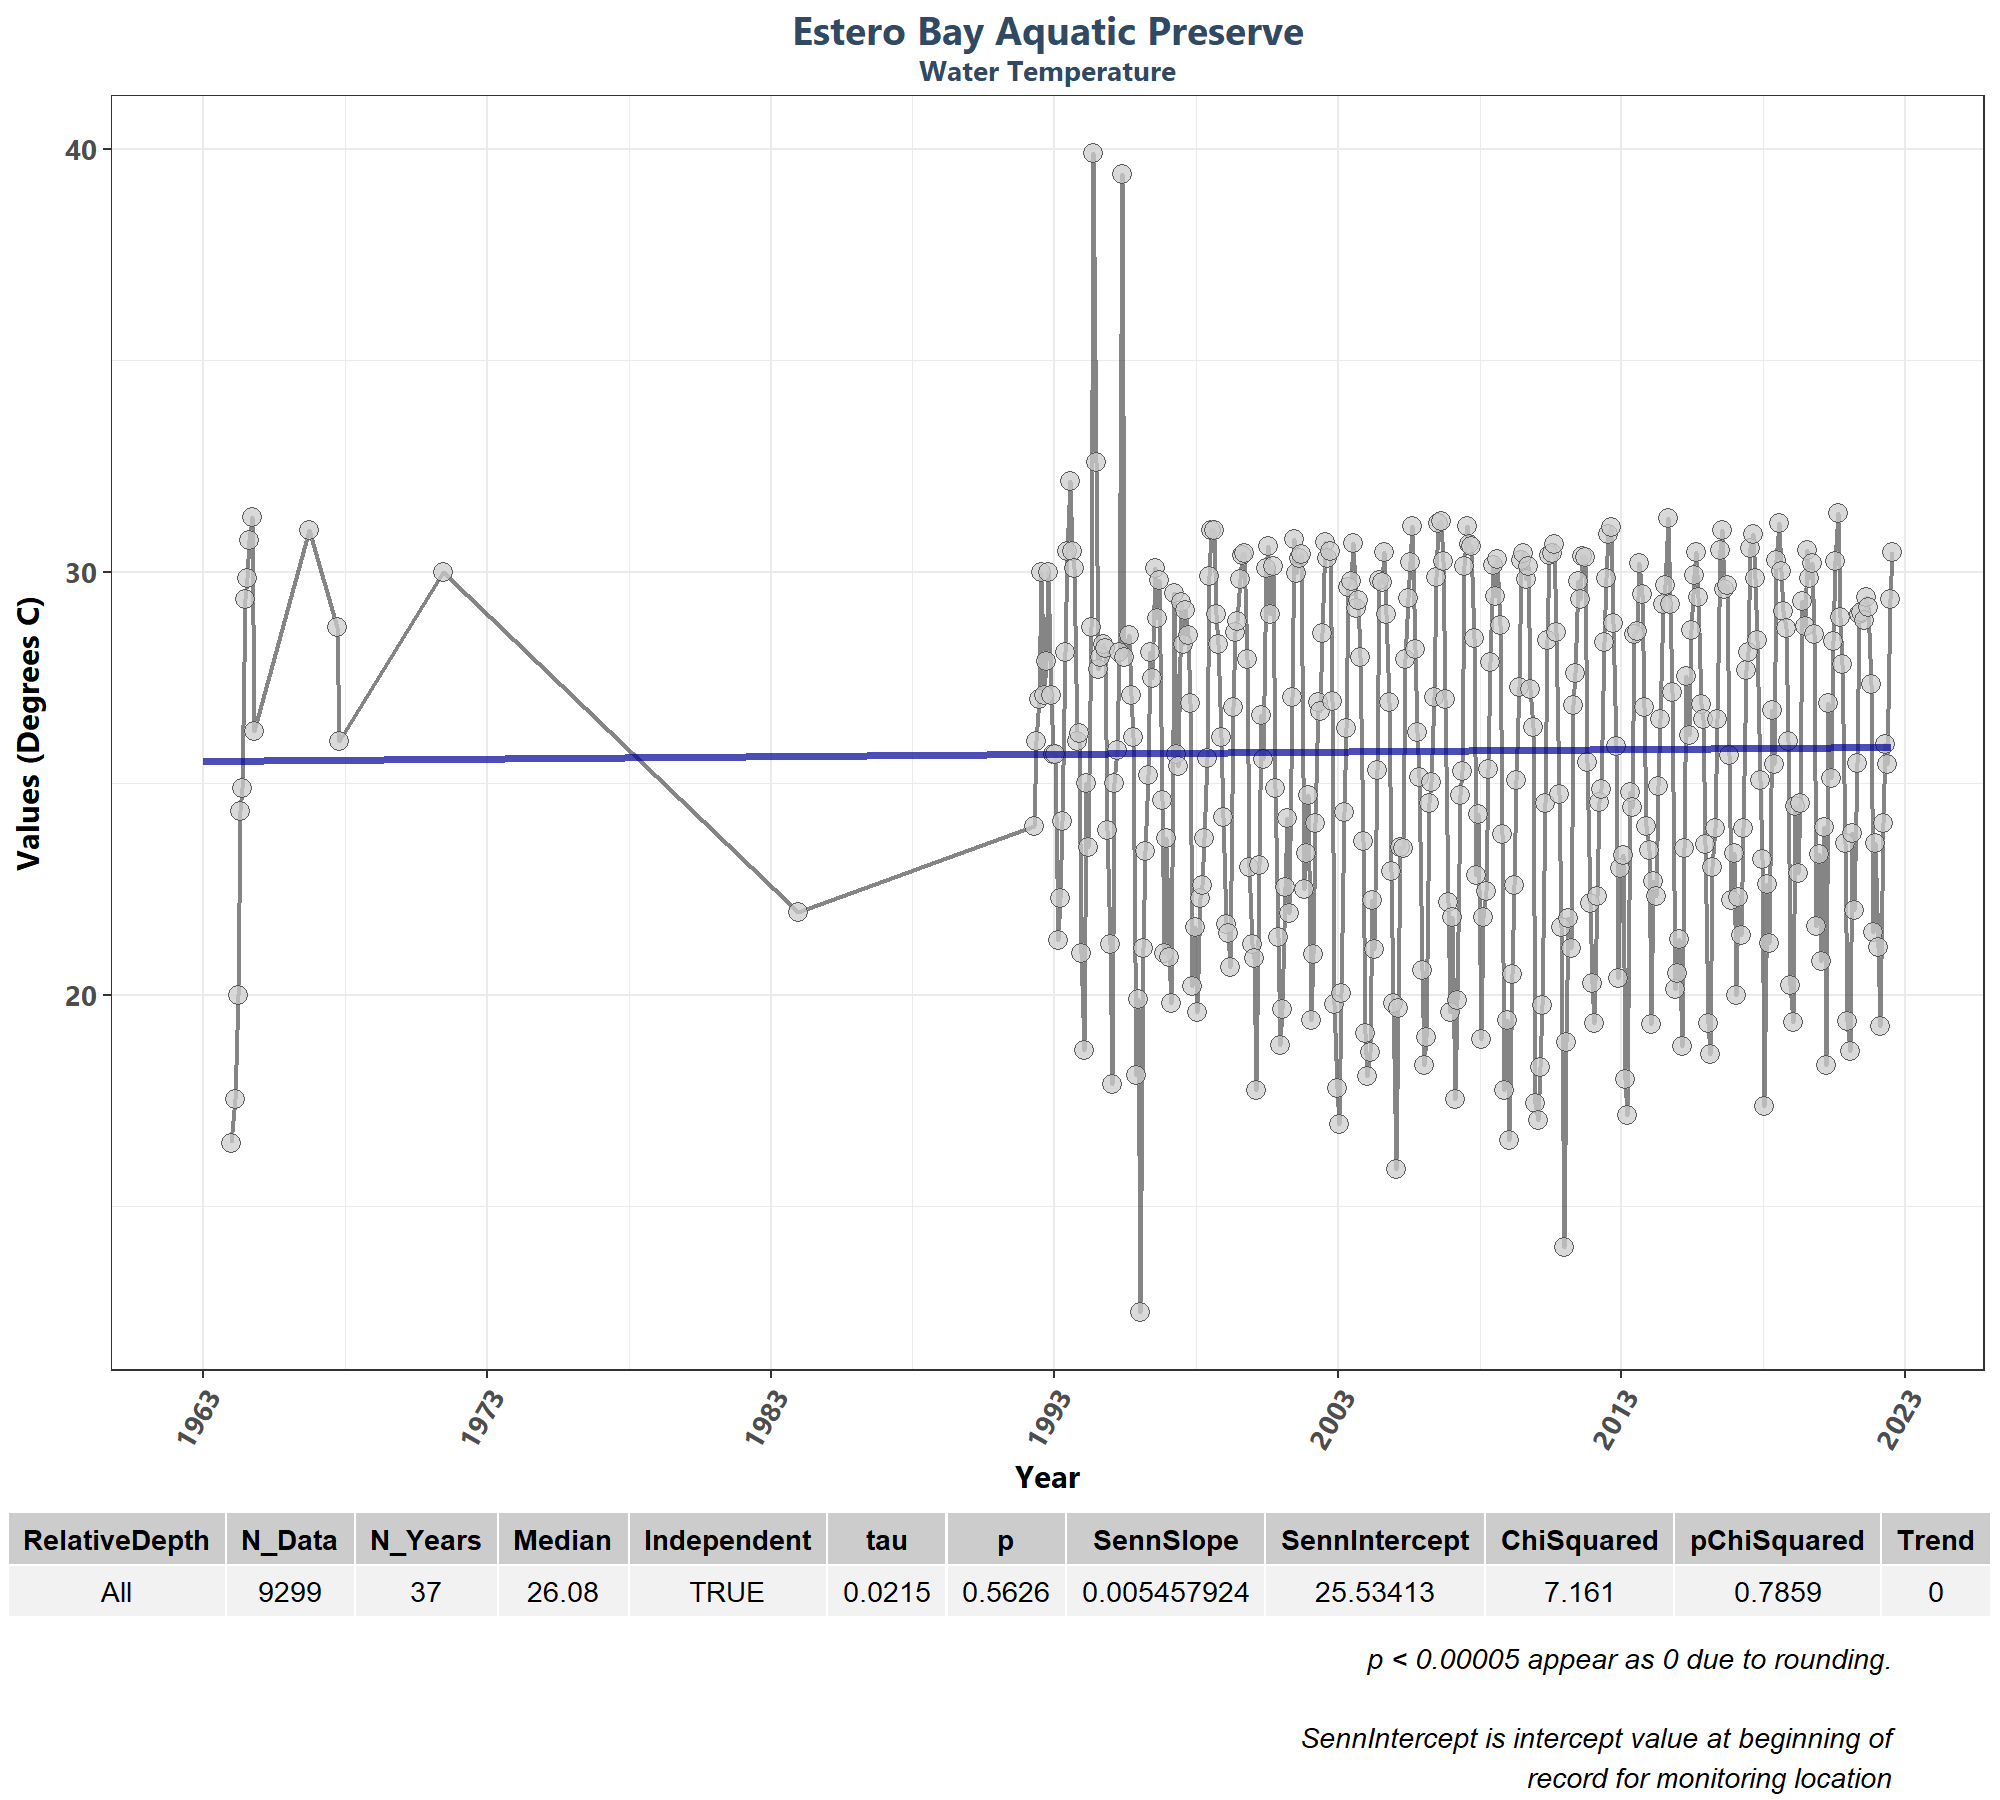 Estero Bay Aquatic Preserve
Water Temperature
Values (Degrees C)
40
30
20
1963 1973 1983 1993 2003 2013 2023
Year
RelativeDepth N_Data N_Years Median Independent tau p SennSlope SennIntercept ChiSquared pChiSquared Trend
All 9299 37 26.08 TRUE 0.0215 0.5626 0.005457924 25.53413 7.161 0.7859 0
p < 0.00005 appear as 0 due to rounding.
SennIntercept is intercept value at beginning of
record for monitoring location